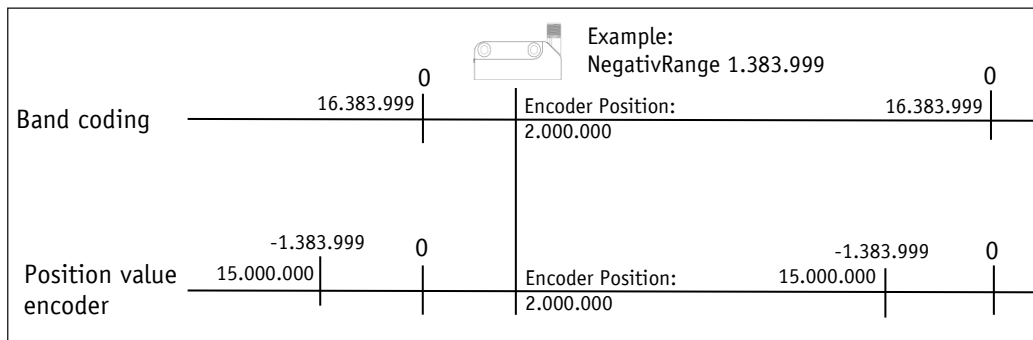 Example:
NegativRange 1.383.999
0
0
16.383.999
Encoder Position:
16.383.999
Band coding
2.000.000
-1.383.999
0
-1.383.999
0
Position value
15.000.000
Encoder Position:
15.000.000
encoder
2.000.000